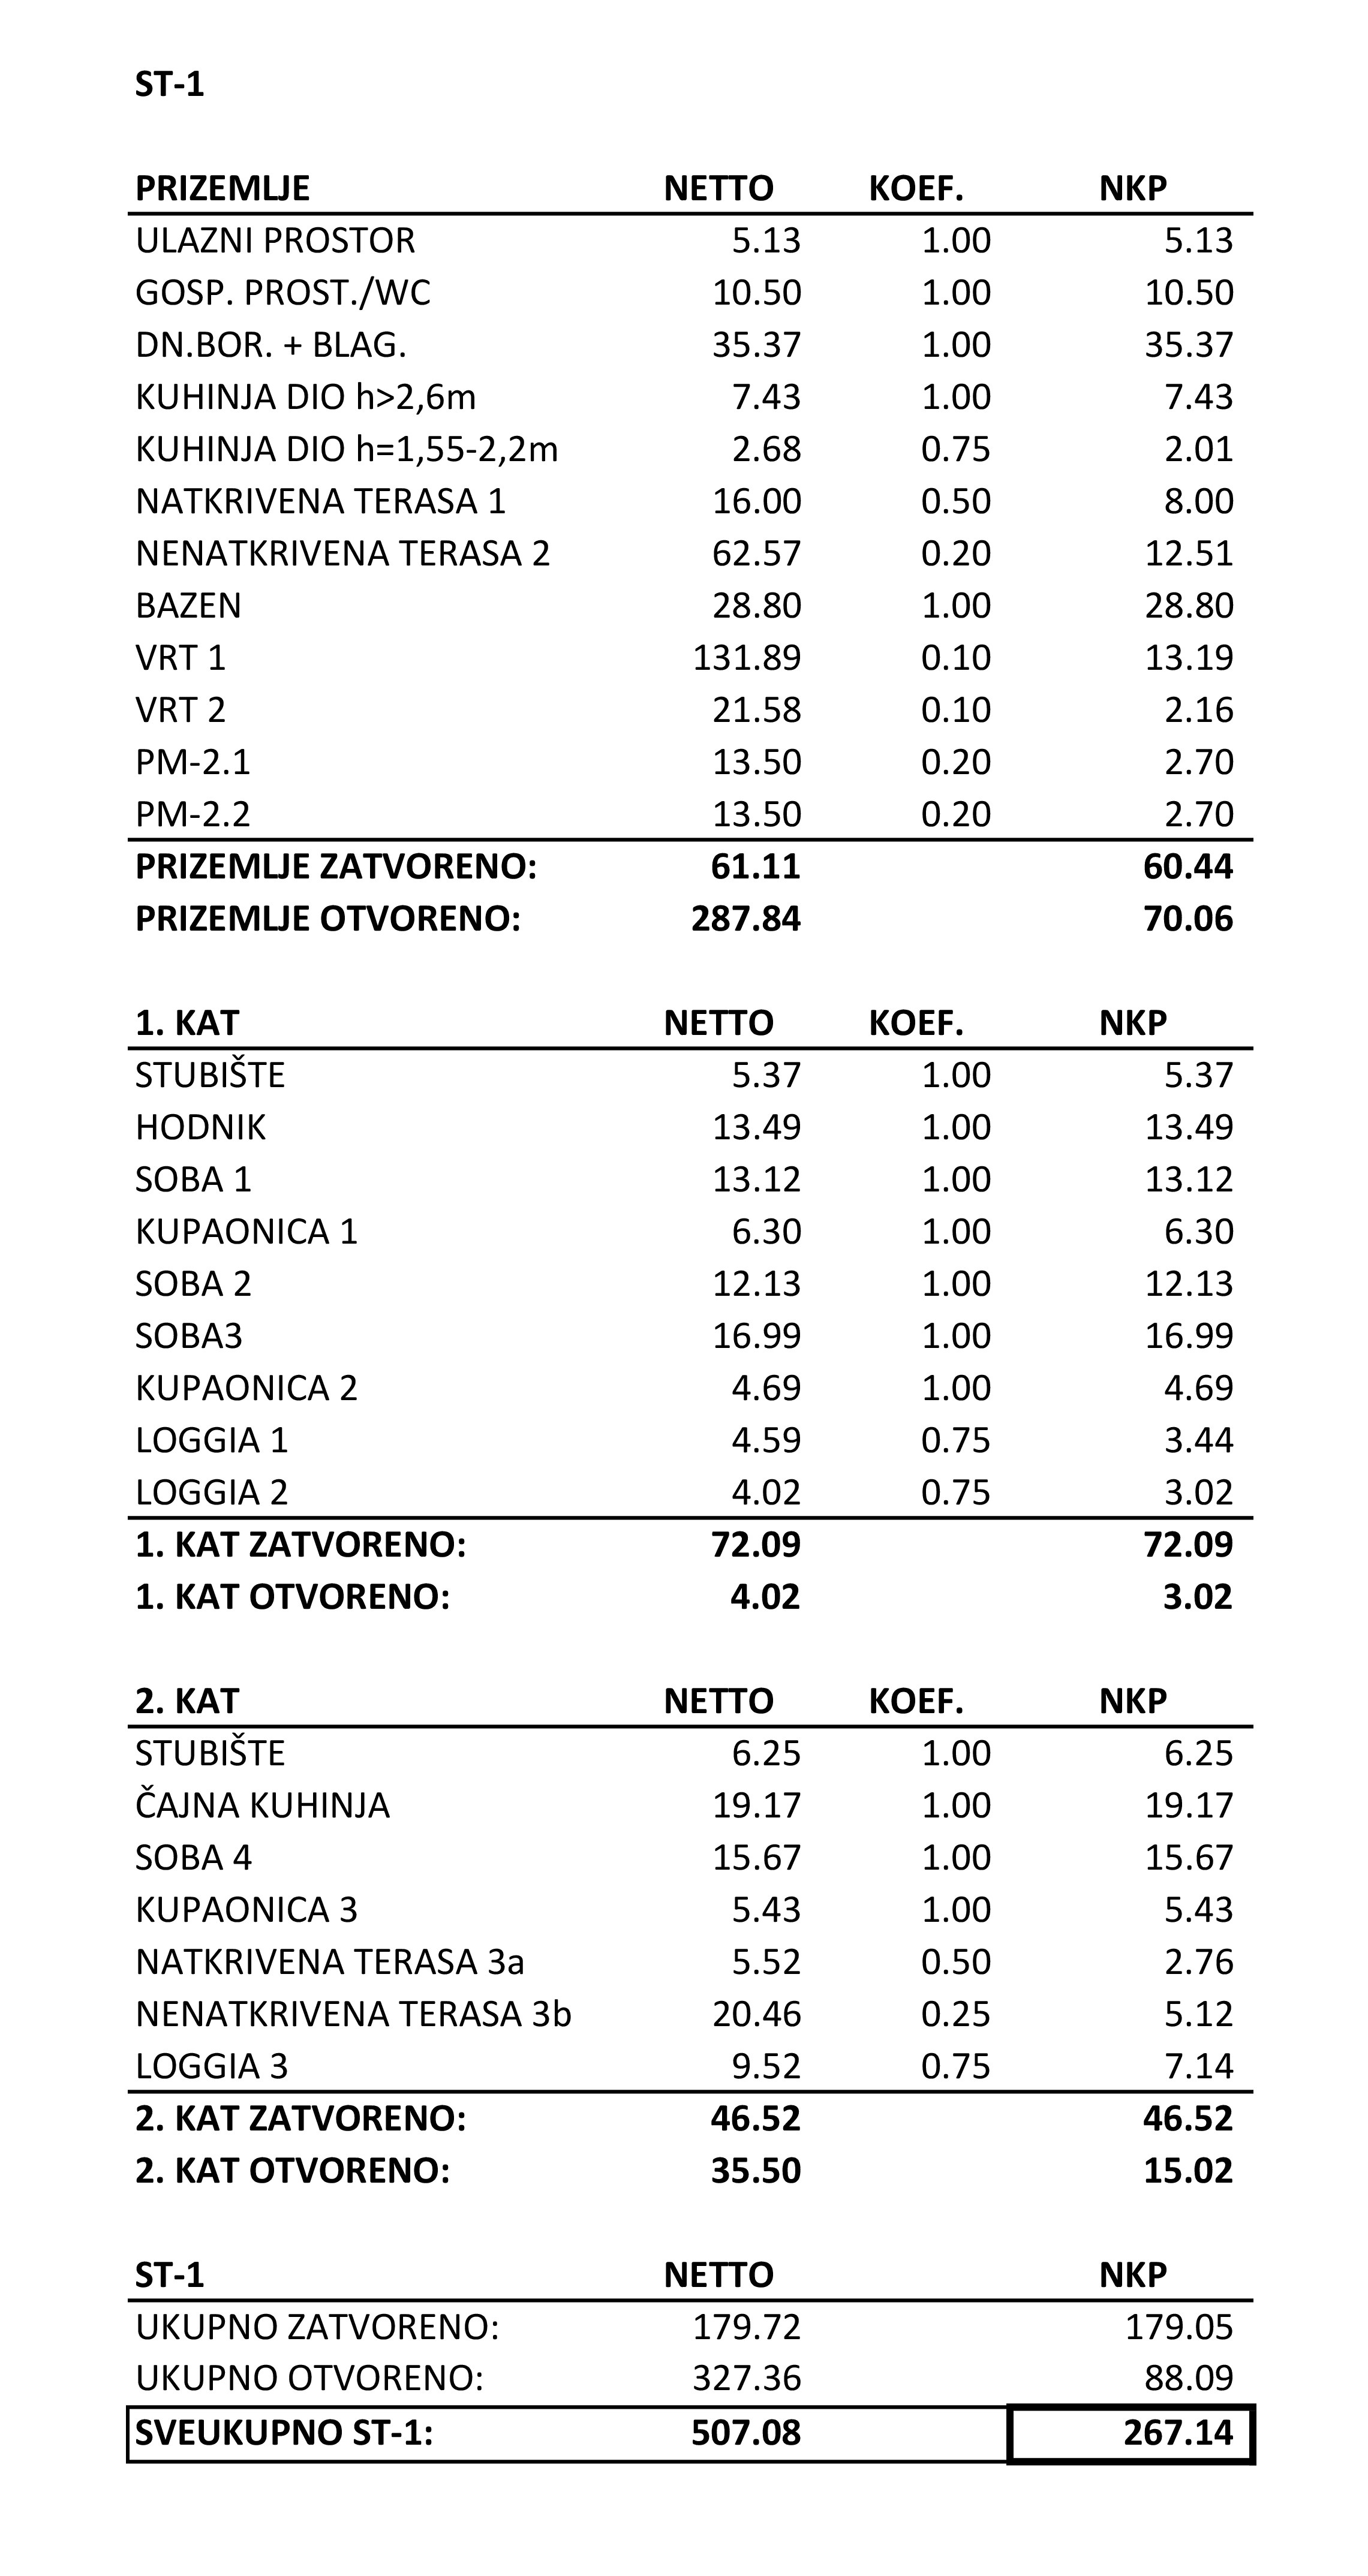 ST-1
PRIZEMLJE NETTO KOEF. NKP
ULAZNI PROSTOR 5.13 1.00 5.13
GOSP. PROST./WC 10.50 1.00 10.50
DN.BOR. + BLAG. 35.37 1.00 35.37
KUHINJA DIO h>2,6m 7.43 1.00 7.43
KUHINJA DIO h=1,55-2,2m 2.68 0.75 2.01
NATKRIVENA TERASA 1 16.00 0.50 8.00
NENATKRIVENA TERASA 2 62.57 0.20 12.51
BAZEN 28.80 1.00 28.80
VRT 1 131.89 0.10 13.19
VRT 2 21.58 0.10 2.16
PM-2.1 13.50 0.20 2.70
PM-2.2 13.50 0.20 2.70
PRIZEMLJE ZATVORENO: 61.11 60.44
PRIZEMLJE OTVORENO: 287.84 70.06
1. KAT NETTO KOEF. NKP
STUBIŠTE 5.37 1.00 5.37
HODNIK 13.49 1.00 13.49
SOBA 1 13.12 1.00 13.12
KUPAONICA 1 6.30 1.00 6.30
SOBA 2 12.13 1.00 12.13
SOBA3 16.99 1.00 16.99
KUPAONICA 2 4.69 1.00 4.69
LOGGIA 1 4.59 0.75 3.44
LOGGIA 2 4.02 0.75 3.02
1. KAT ZATVORENO: 72.09 72.09
1. KAT OTVORENO: 4.02 3.02
2. KAT NETTO KOEF. NKP
STUBIŠTE 6.25 1.00 6.25
ČAJNA KUHINJA 19.17 1.00 19.17
SOBA 4 15.67 1.00 15.67
KUPAONICA 3 5.43 1.00 5.43
NATKRIVENA TERASA 3a 5.52 0.50 2.76
NENATKRIVENA TERASA 3b 20.46 0.25 5.12
LOGGIA 3 9.52 0.75 7.14
2. KAT ZATVORENO: 46.52 46.52
2. KAT OTVORENO: 35.50 15.02
ST-1 NETTO NKP
UKUPNO ZATVORENO: 179.72 179.05
UKUPNO OTVORENO: 327.36 88.09
SVEUKUPNO ST-1: 507.08 267.14